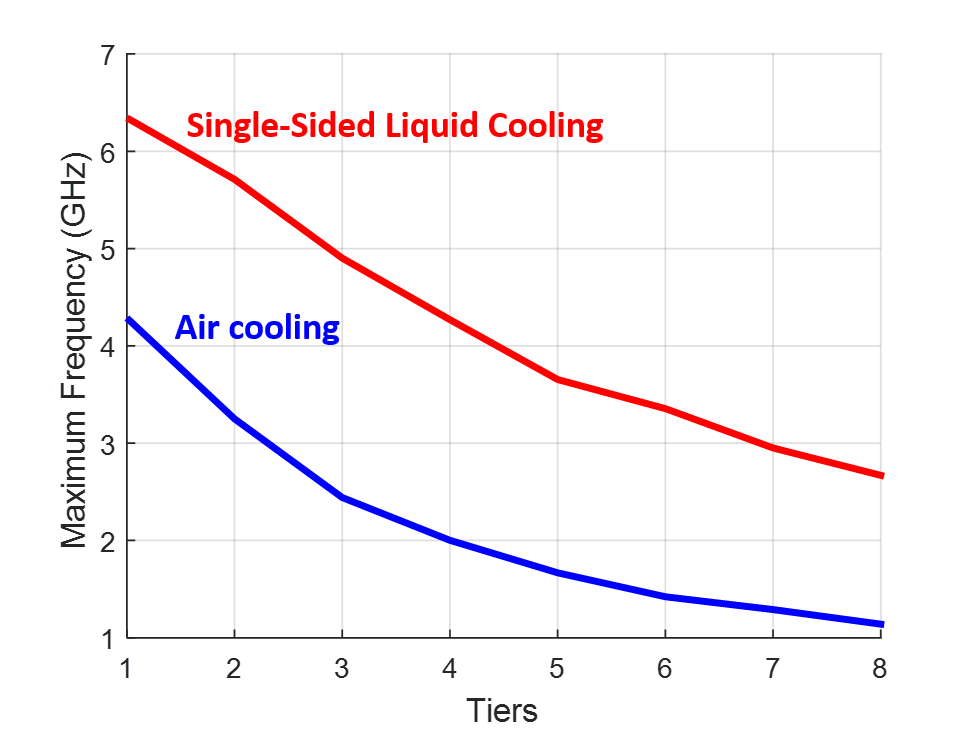 7
Single-Sided Liquid Cooling
6
5
Air cooling
4
3
2
1
Maximum Frequency (GHz)
1 2 3 4 5 6 7 8
Tiers